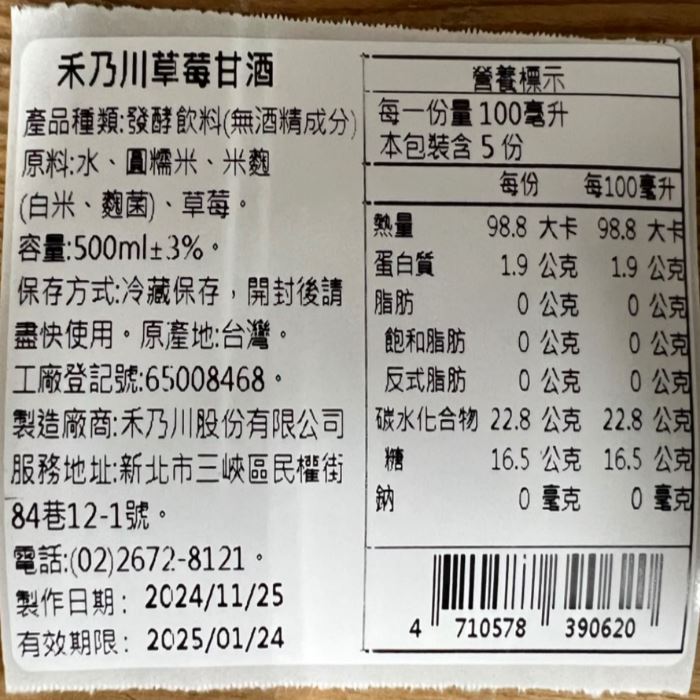 禾乃川草莓甘酒
產品種類:發酵飲料(無酒精成分)
原料:水、圓糯米、米麴
(白米、麴菌)、草莓。
容量:500ml±3%。
保存方式:冷藏保存，開封後請
盡快使用。原產地:台灣。
工廠登記號:65008468。
製造廠商:禾乃川股份有限公司
服務地址:新北市三峽區民權街
84巷12-1號。
電話:(02)2672-8121。
製作日期: 2024/11/25
有效期限: 2025/01/24
營養標示
每一份量100毫升
本包裝含5份
每份 每100毫升
熱量 98.8 大卡 98.8 大卡
蛋白質 1.9 公克 1.9 公克
脂肪 0 公克 0 公克
飽和脂肪 0 公克 0 公克
反式脂肪 0 公克 0 公克
碳水化合物 22.8 公克 22.8 公克
糖 16.5 公克 16.5 公克
鈉 0 毫克 0 毫克
4 710578 390620